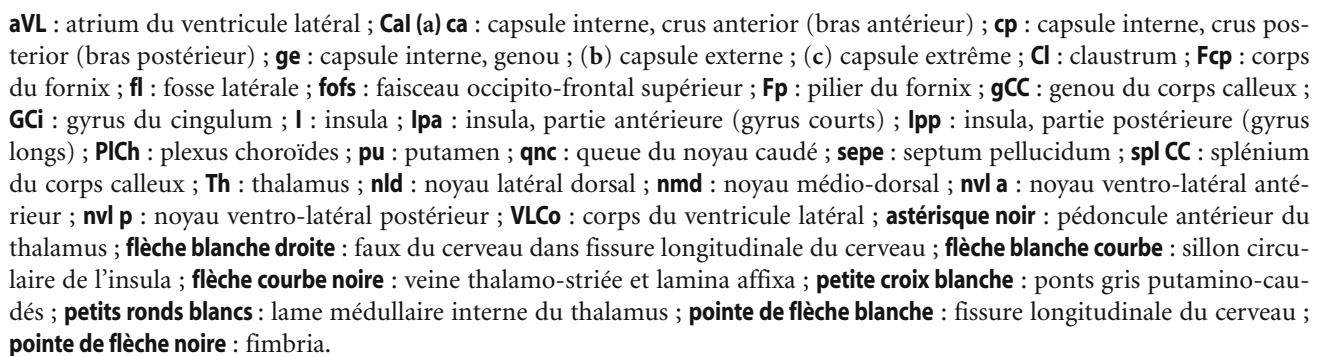 aVL : atrium du ventricule latéral ; CaI (a) ca : capsule interne, crus anterior (bras antérieur) ; cp : capsule interne, crus pos-
terior (bras postérieur) ; ge : capsule interne, genou ; (b) capsule externe ; (c) capsule extrême ; Cl : claustrum ; Fcp : corps
du fornix ; fl : fosse latérale ; fofs : faisceau occipito-frontal supérieur ; Fp : pilier du fornix ; gCC : genou du corps calleux ;
GCi : gyrus du cingulum ; I : insula ; Ipa : insula, partie antérieure (gyrus courts) ; Ipp : insula, partie postérieure (gyrus
longs) ; PlCh : plexus choroïdes ; pu : putamen ; qnc : queue du noyau caudé ; sepe : septum pellucidum ; spl CC : splénium
du corps calleux ; Th : thalamus ; nld : noyau latéral dorsal ; nmd : noyau médio-dorsal ; nvl a : noyau ventro-latéral anté-
rieur ; nvl p : noyau ventro-latéral postérieur ; VLCo : corps du ventricule latéral ; astérisque noir : pédoncule antérieur du
thalamus ; flèche blanche droite : faux du cerveau dans fissure longitudinale du cerveau ; flèche blanche courbe : sillon circu-
laire de l'insula ; flèche courbe noire : veine thalamo-striée et lamina affixa ; petite croix blanche : ponts gris putamino-cau-
dés ; petits ronds blancs : lame médullaire interne du thalamus ; pointe de flèche blanche : fissure longitudinale du cerveau ;
pointe de flèche noire : fimbria.